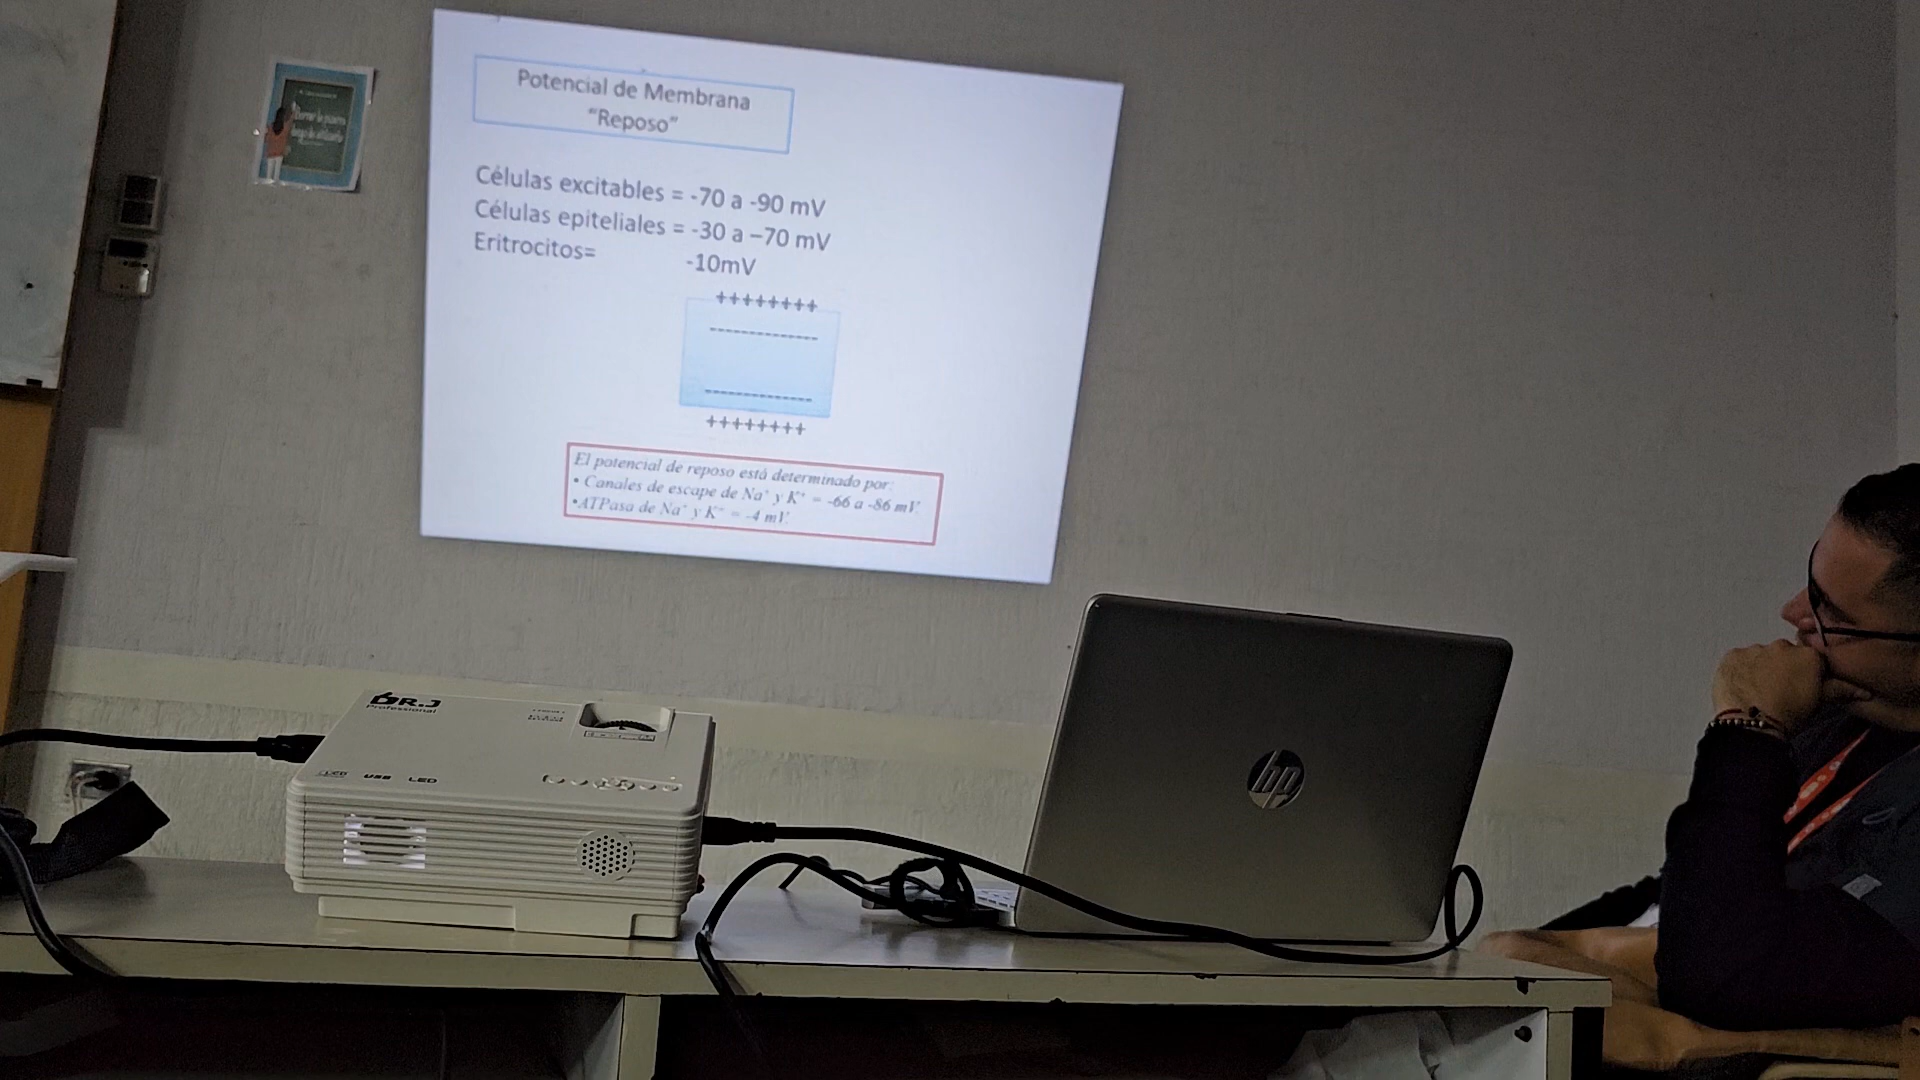 Potencial de Membrana
"Reposo"
Células excitables = -70 a -90 mV
Células epiteliales = -30 a –70 mV
Eritrocitos= -10mV
++++++++
++++++++
El potencial de reposo está determinado por:
• Canales de escape de Na⁺ y K⁺ = -66 a -86 mV
•ATPasa de Na⁺ y K⁺ = -4 mV.
DR.J
Professional
USB LED
hp